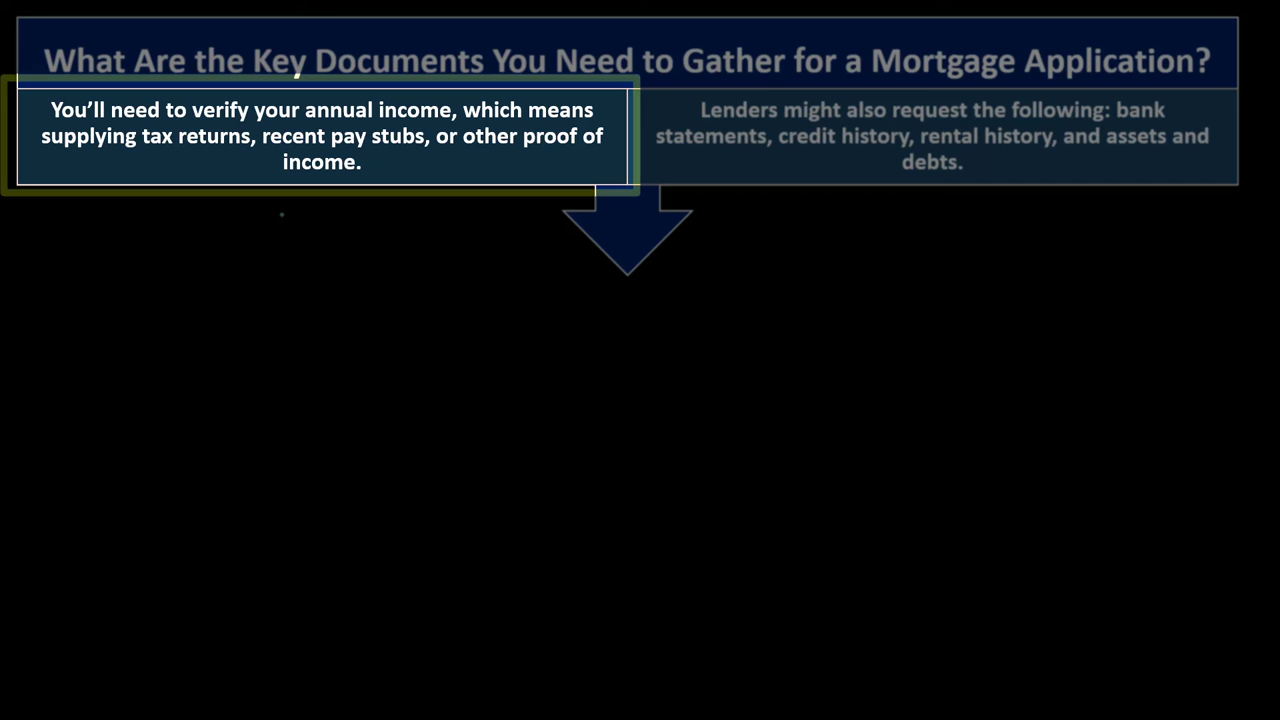 What Are the Key Documents You Need to Gather for a Mortgage Application?
You’ll need to verify your annual income, which means
supplying tax returns, recent pay stubs, or other proof of
income.
Lenders might also request the following: bank
statements, credit history, rental history, and assets and
debts.